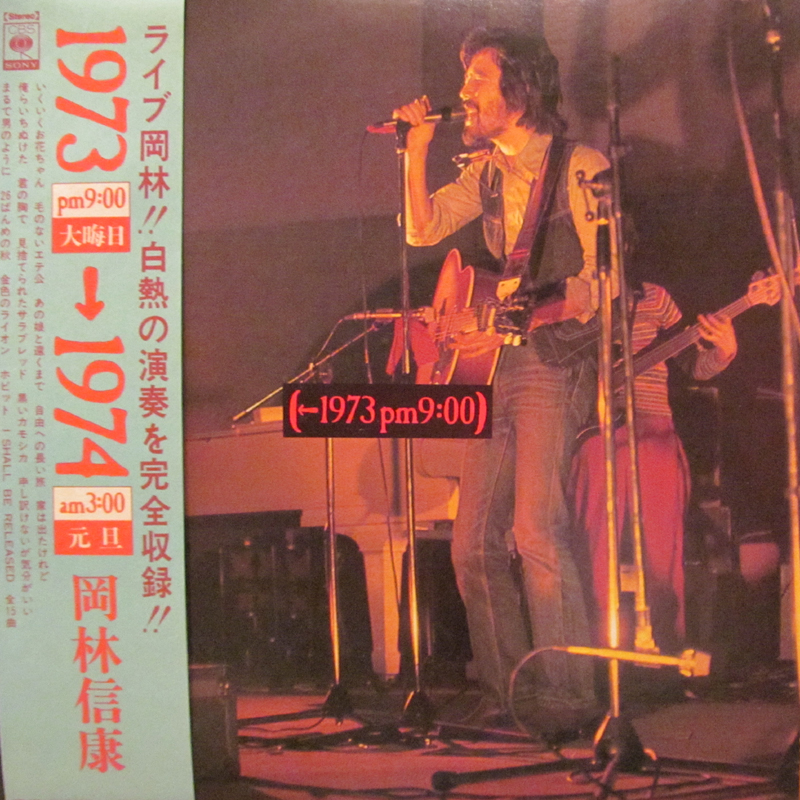 [Stereo]
CBS
SONY
ライブ岡林!!白熱の演奏を完全収録!!
1973
pm9:00
大晦日
→
1974
am3:00
元旦
岡林信康
いくいくお花ちゃん 毛のないエテ公 あの娘と遠くまで 自由への長い旅 家は出たけれど
俺らいちぬけた 君の胸で 見捨てられたサラブレッド 黒いカモシカ 申し訳けないが気分がいい
まるで男のように 26ばんめの秋 金色のライオン ホビット I SHALL BE RELEASED 全15曲
(←1973 pm9:00)